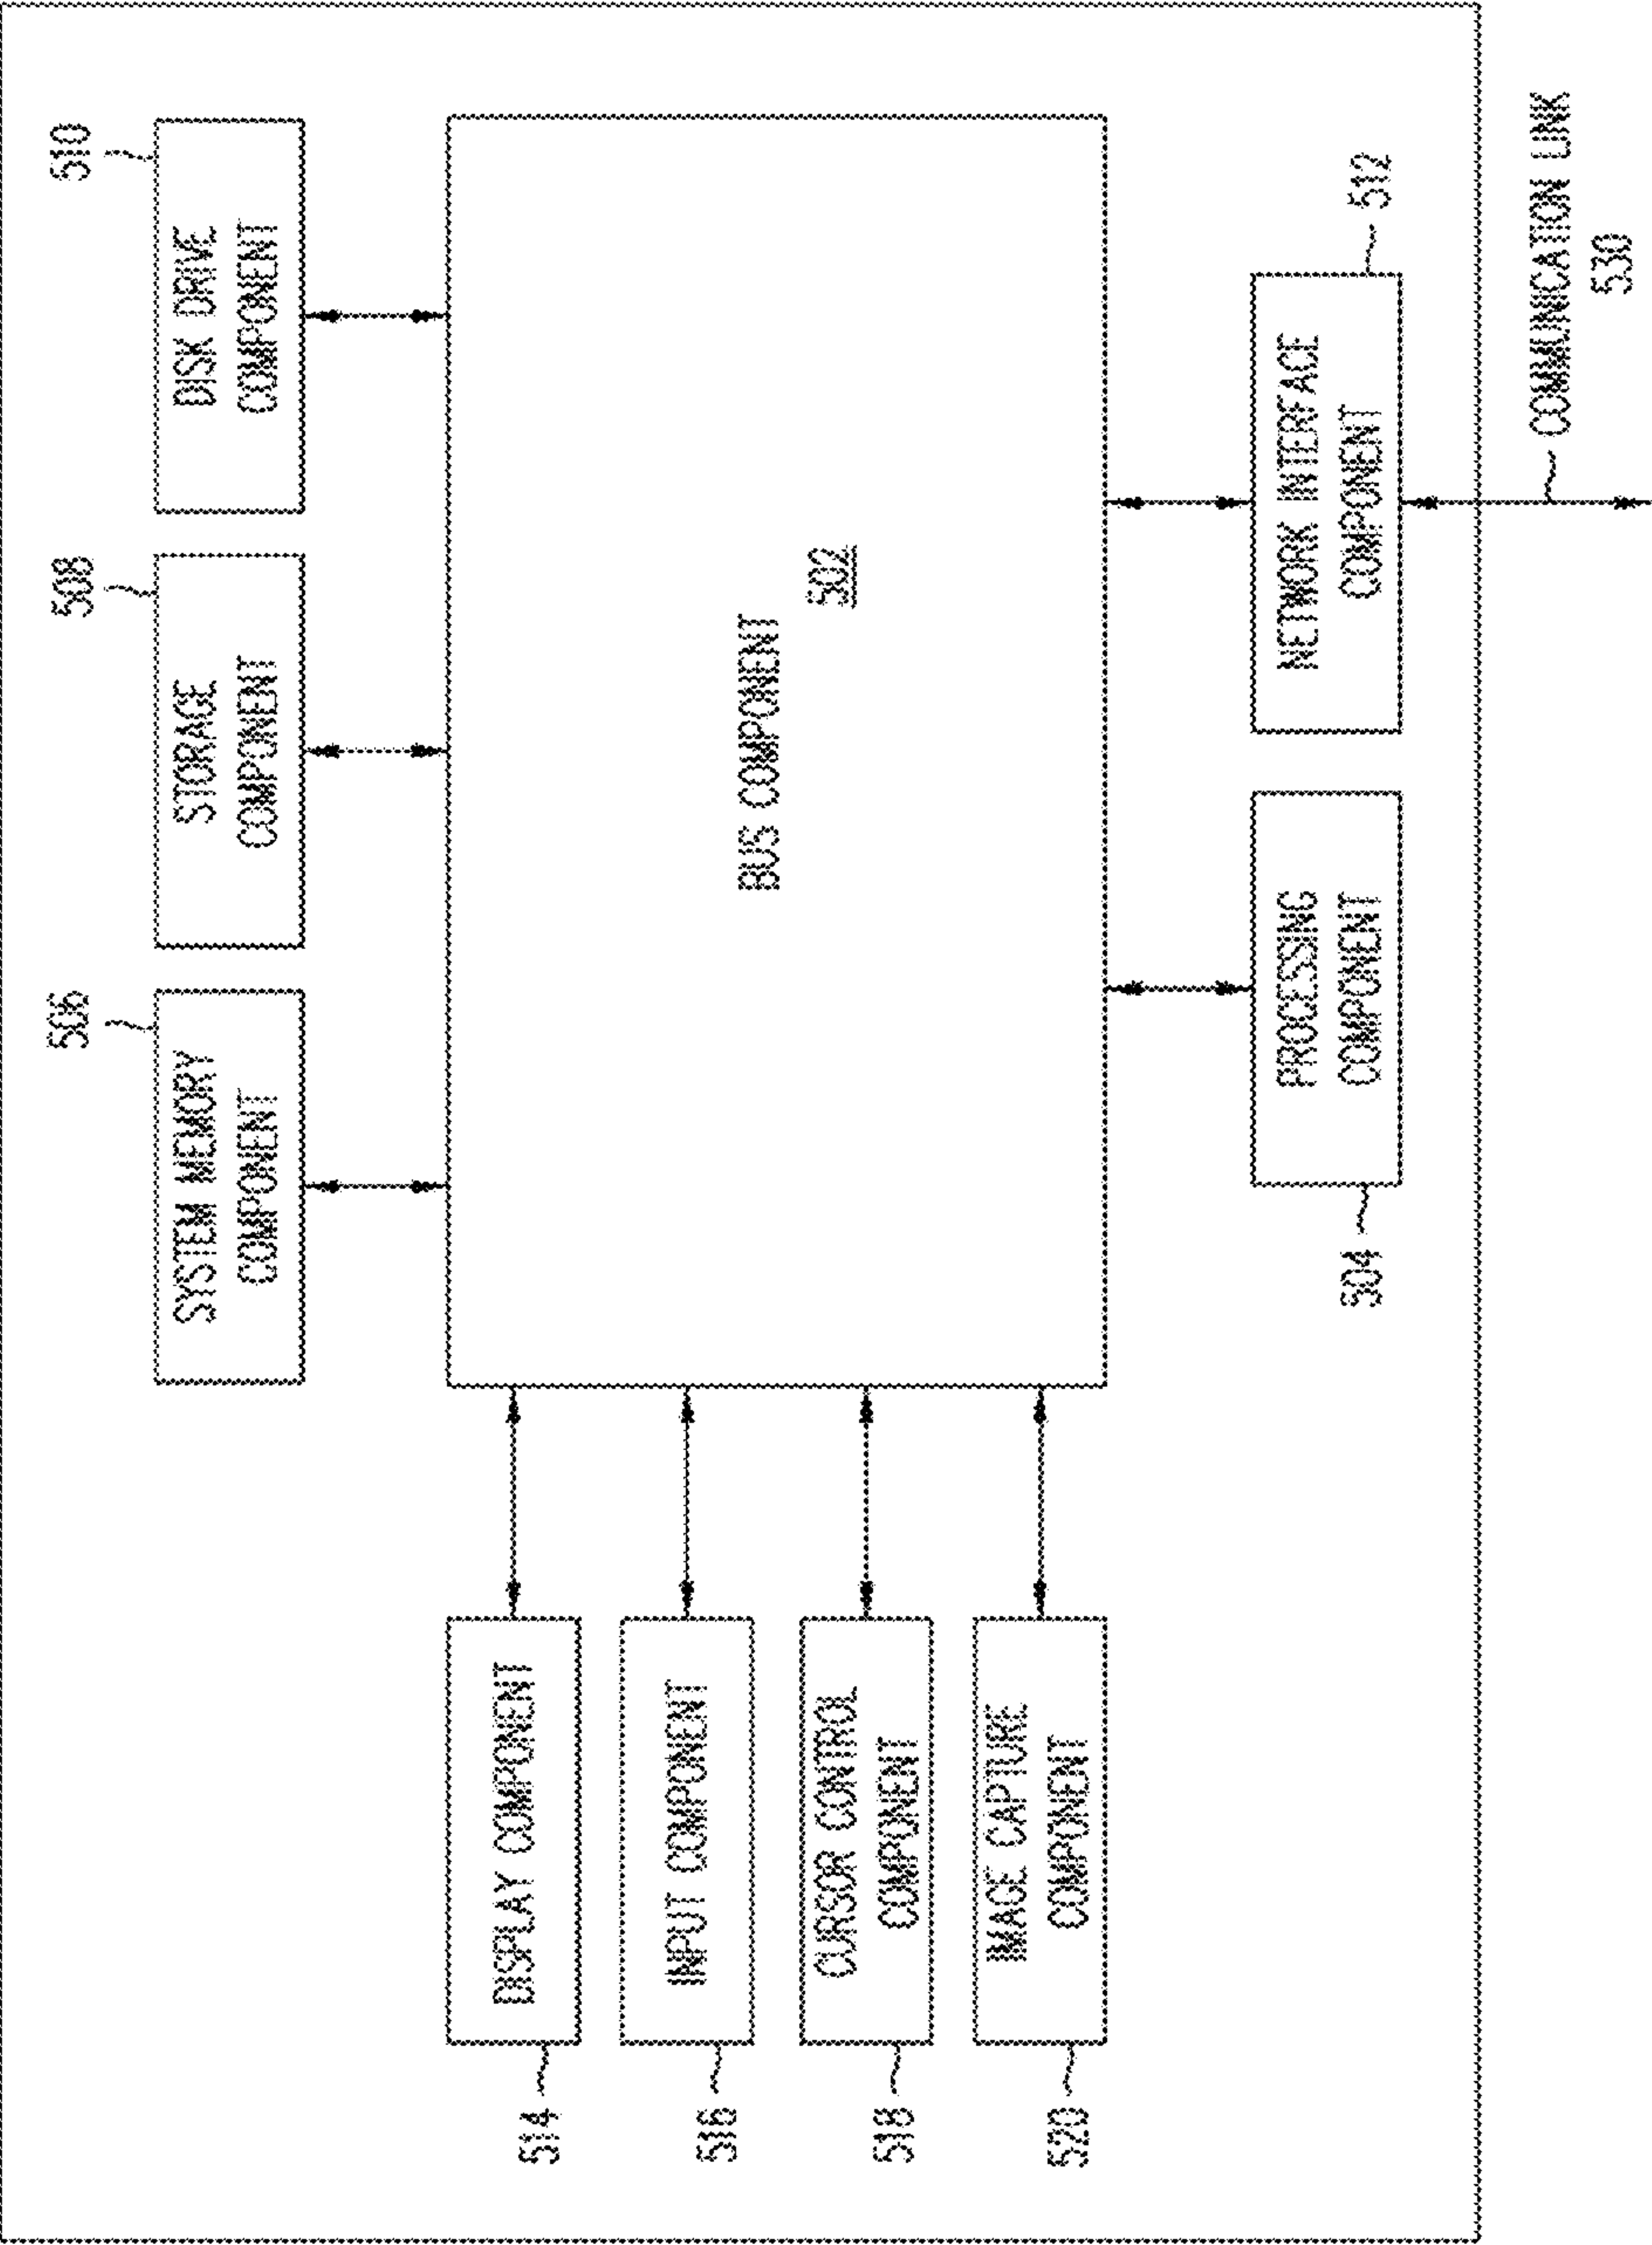 506
508
510
SYSTEM MEMORY
COMPONENT
STORAGE
COMPONENT
DISK DRIVE
COMPONENT
514
DISPLAY COMPONENT
516
INPUT COMPONENT
518
CURSOR CONTROL
COMPONENT
520
IMAGE CAPTURE
COMPONENT
BUS COMPONENT
502
504
PROCESSING
COMPONENT
NETWORK INTERFACE
COMPONENT
512
COMMUNICATION LINK
530